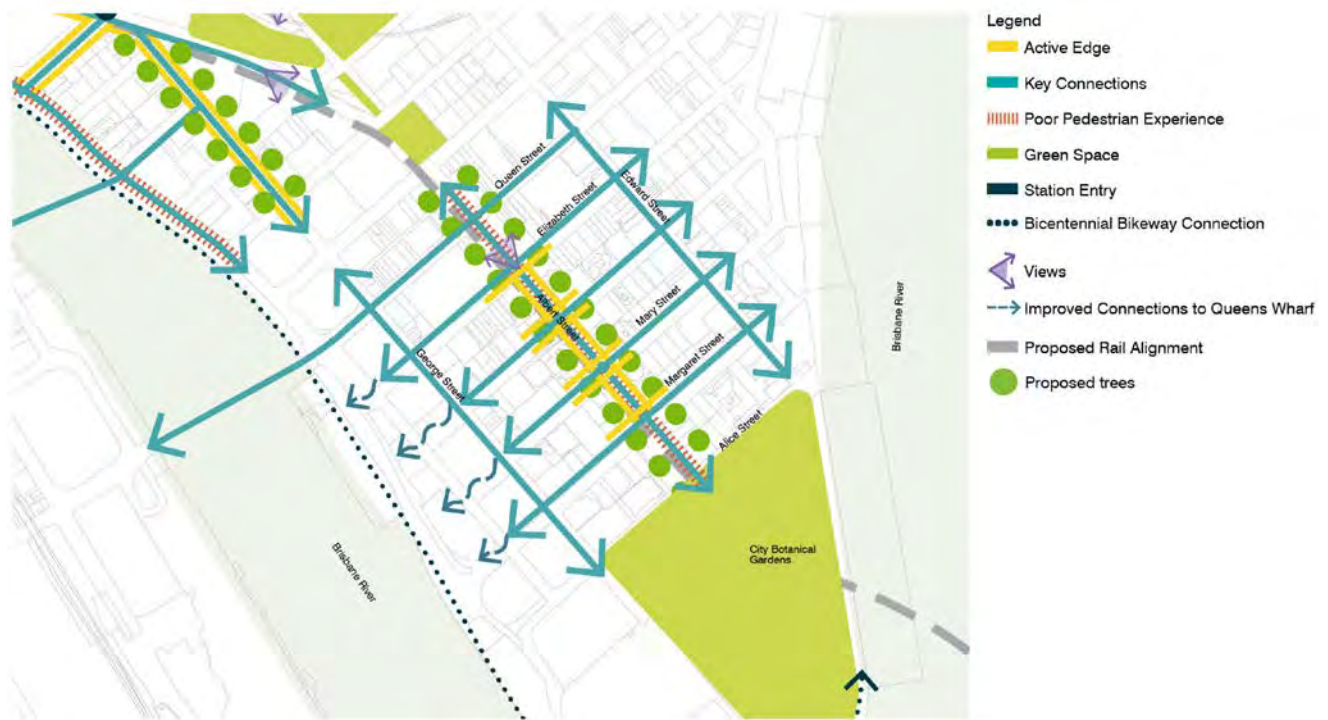 Legend
Active Edge
Key Connections
Poor Pedestrian Experience
Green Space
Station Entry
Bicentennial Bikeway Connection
Views
Improved Connections to Queens Wharf
Proposed Rail Alignment
Proposed trees
Queen Street
Elizabeth Street
Edward Street
Albert Street
Mary Street
George Street
Margaret Street
Alice Street
Brisbane River
City Botanical
Gardens
Brisbane River